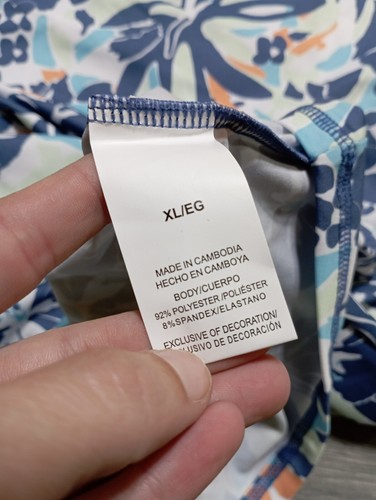 XL/EG
MADE IN CAMBODIA
HECHO EN CAMBOYA
BODY/CUERPO
92% POLYESTER/POLIÉSTER
8%SPANDEX/ELASTANO
EXCLUSIVE OF DECORATION/
EXCLUSIVO DE DECORACIÓN